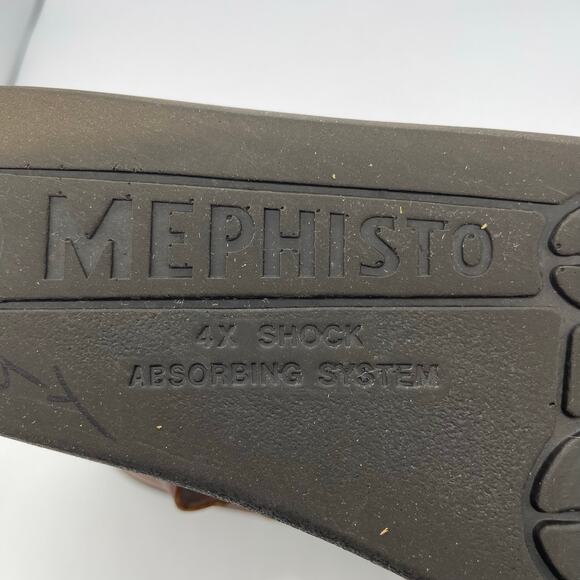 MEPHISTO
4X SHOCK
ABSORBING SYSTEM